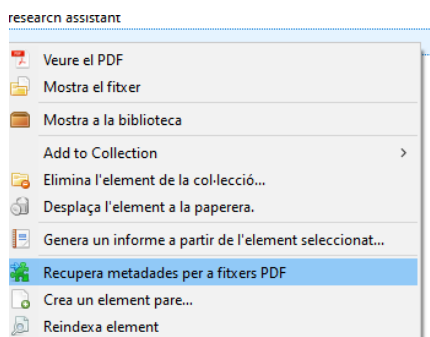 research assistant
Veure el PDF
Mostra el fitxer
Mostra a la biblioteca
Add to Collection
Elimina l'element de la col·lecció...
Desplaça l'element a la paperera.
Genera un informe a partir de l'element seleccionat...
Recupera metadades per a fitxers PDF
Crea un element pare...
Reindexa element